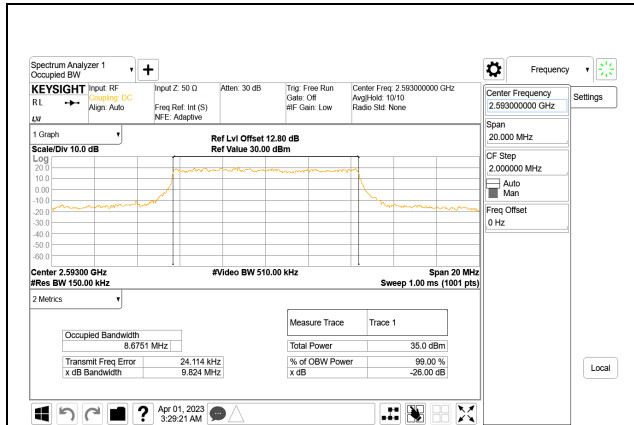 Spectrum Analyzer 1
Occupied BW
Frequency
KEYSIGHT
RL
LXI
Input: RF
Coupling: DC
Align: Auto
Input Z: 50 Ω
Freq Ref: Int (S)
NFE: Adaptive
Atten: 30 dB
Trig: Free Run
Gate: Off
#IF Gain: Low
Center Freq: 2.593000000 GHz
Avg|Hold: 10/10
Radio Std: None
Center Frequency
2.593000000 GHz
Settings
Span
20.000 MHz
CF Step
2.000000 MHz
Auto
Man
Freq Offset
0 Hz
1 Graph
Scale/Div 10.0 dB
Ref Lvl Offset 12.80 dB
Ref Value 30.00 dBm
Log
20.0
10.0
0.00
-10.0
-20.0
-30.0
-40.0
-50.0
-60.0
Center 2.59300 GHz
#Res BW 150.00 kHz
#Video BW 510.00 kHz
Span 20 MHz
Sweep 1.00 ms (1001 pts)
2 Metrics
Measure Trace Trace 1
Occupied Bandwidth
8.6751 MHz
Total Power 35.0 dBm
Transmit Freq Error 24.114 kHz
% of OBW Power 99.00 %
x dB Bandwidth 9.824 MHz
x dB -26.00 dB
Local
?
Apr 01, 2023
3:29:21 AM